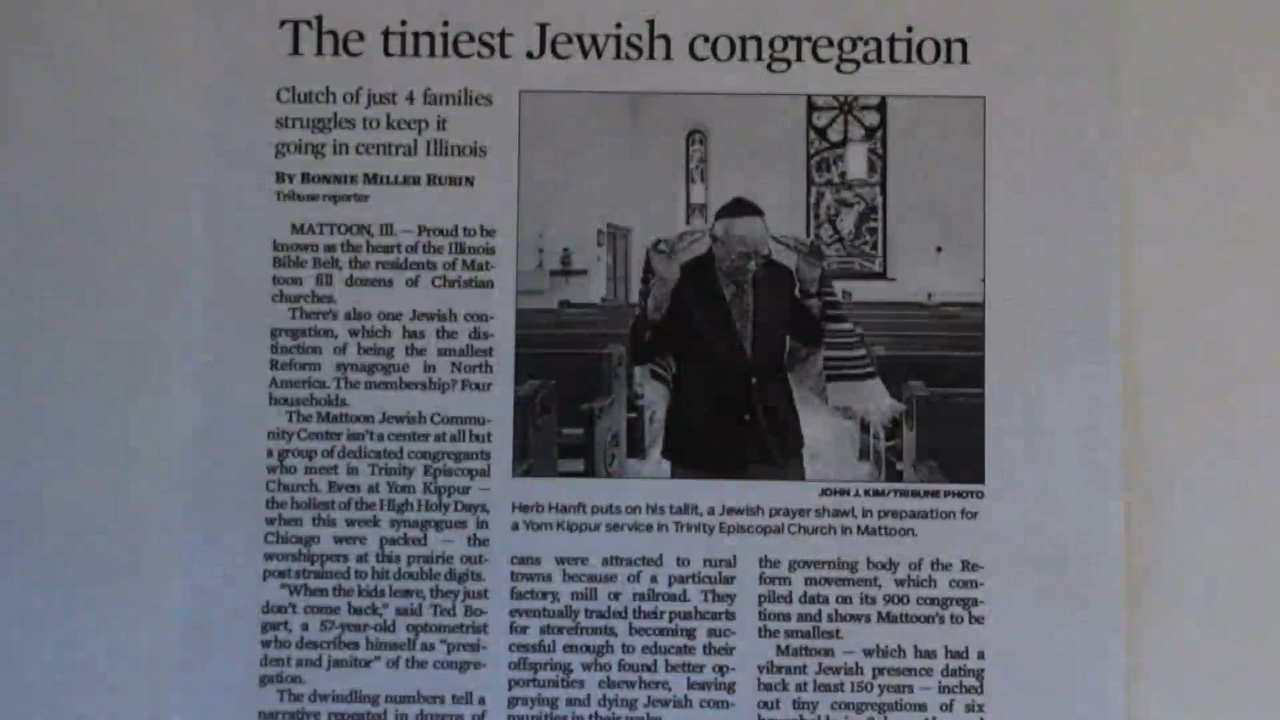 The tiniest Jewish congregation
Clutch of just 4 families
struggles to keep it
going in central Illinois
BY BONNIE MILLER RUBIN
Tribune reporter
MATTOON, Ill. — Proud to be
known as the heart of the Illinois
Bible Belt, the residents of Mat-
toon fill dozens of Christian
churches.
There's also one Jewish con-
gregation, which has the dis-
tinction of being the smallest
Reform synagogue in North
America. The membership? Four
households.
The Mattoon Jewish Commu-
nity Center isn't a center at all but
a group of dedicated congregants
who meet in Trinity Episcopal
Church. Even at Yom Kippur —
the holiest of the High Holy Days,
when this week synagogues in
Chicago were packed — the
worshippers at this prairie out-
post strained to hit double digits.
"When the kids leave, they just
don't come back," said Ted Bo-
gart, a 57-year-old optometrist
who describes himself as "presi-
dent and janitor" of the congre-
gation.
The dwindling numbers tell a
narrative repeated in dozens of
JOHN J. KIM/TRIBUNE PHOTO
Herb Hanft puts on his tallit, a Jewish prayer shawl, in preparation for
a Yom Kippur service in Trinity Episcopal Church in Mattoon.
cans were attracted to rural
towns because of a particular
factory, mill or railroad. They
eventually traded their pushcarts
for storefronts, becoming suc-
cessful enough to educate their
offspring, who found better op-
portunities elsewhere, leaving
graying and dying Jewish com-
munities in their wake.
the governing body of the Re-
form movement, which com-
piled data on its 900 congrega-
tions and shows Mattoon's to be
the smallest.
Mattoon — which has had a
vibrant Jewish presence dating
back at least 150 years — inched
out tiny congregations of six